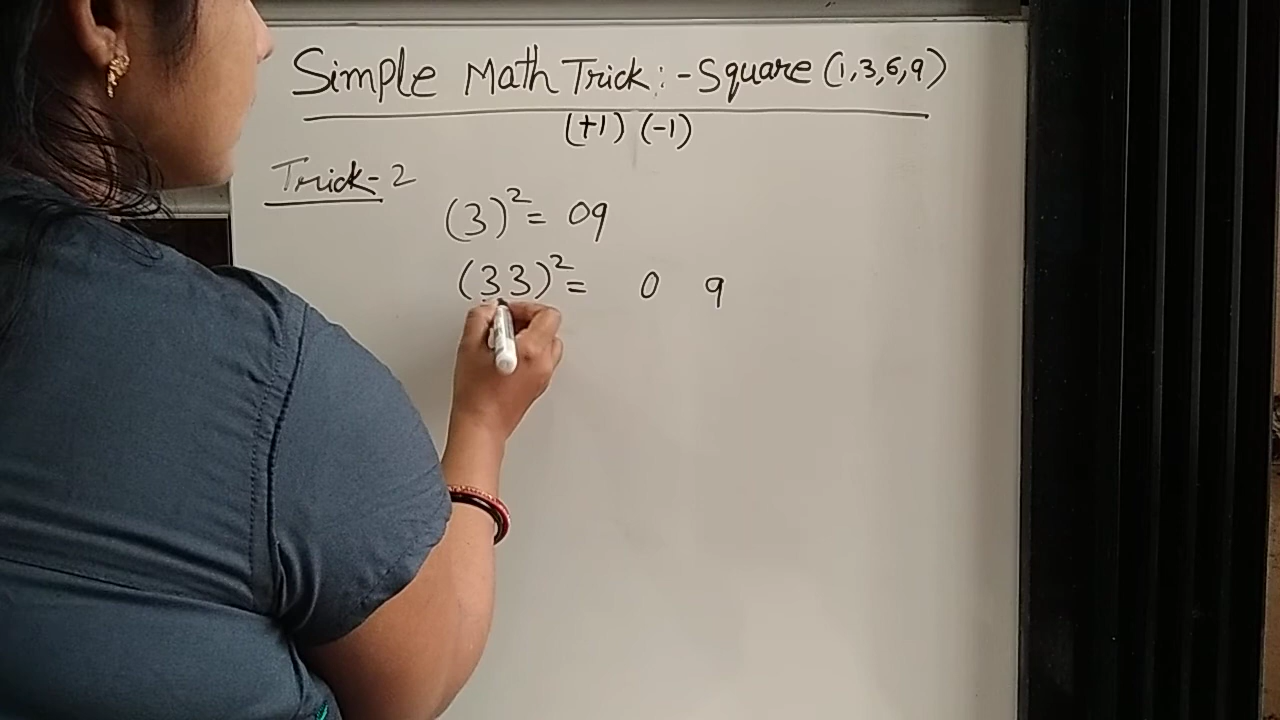 Simple Math Trick:-Square (1,3,6,9)
(+1) (-1)
Trick-2
(3)²= 09
(33)²= 0 9